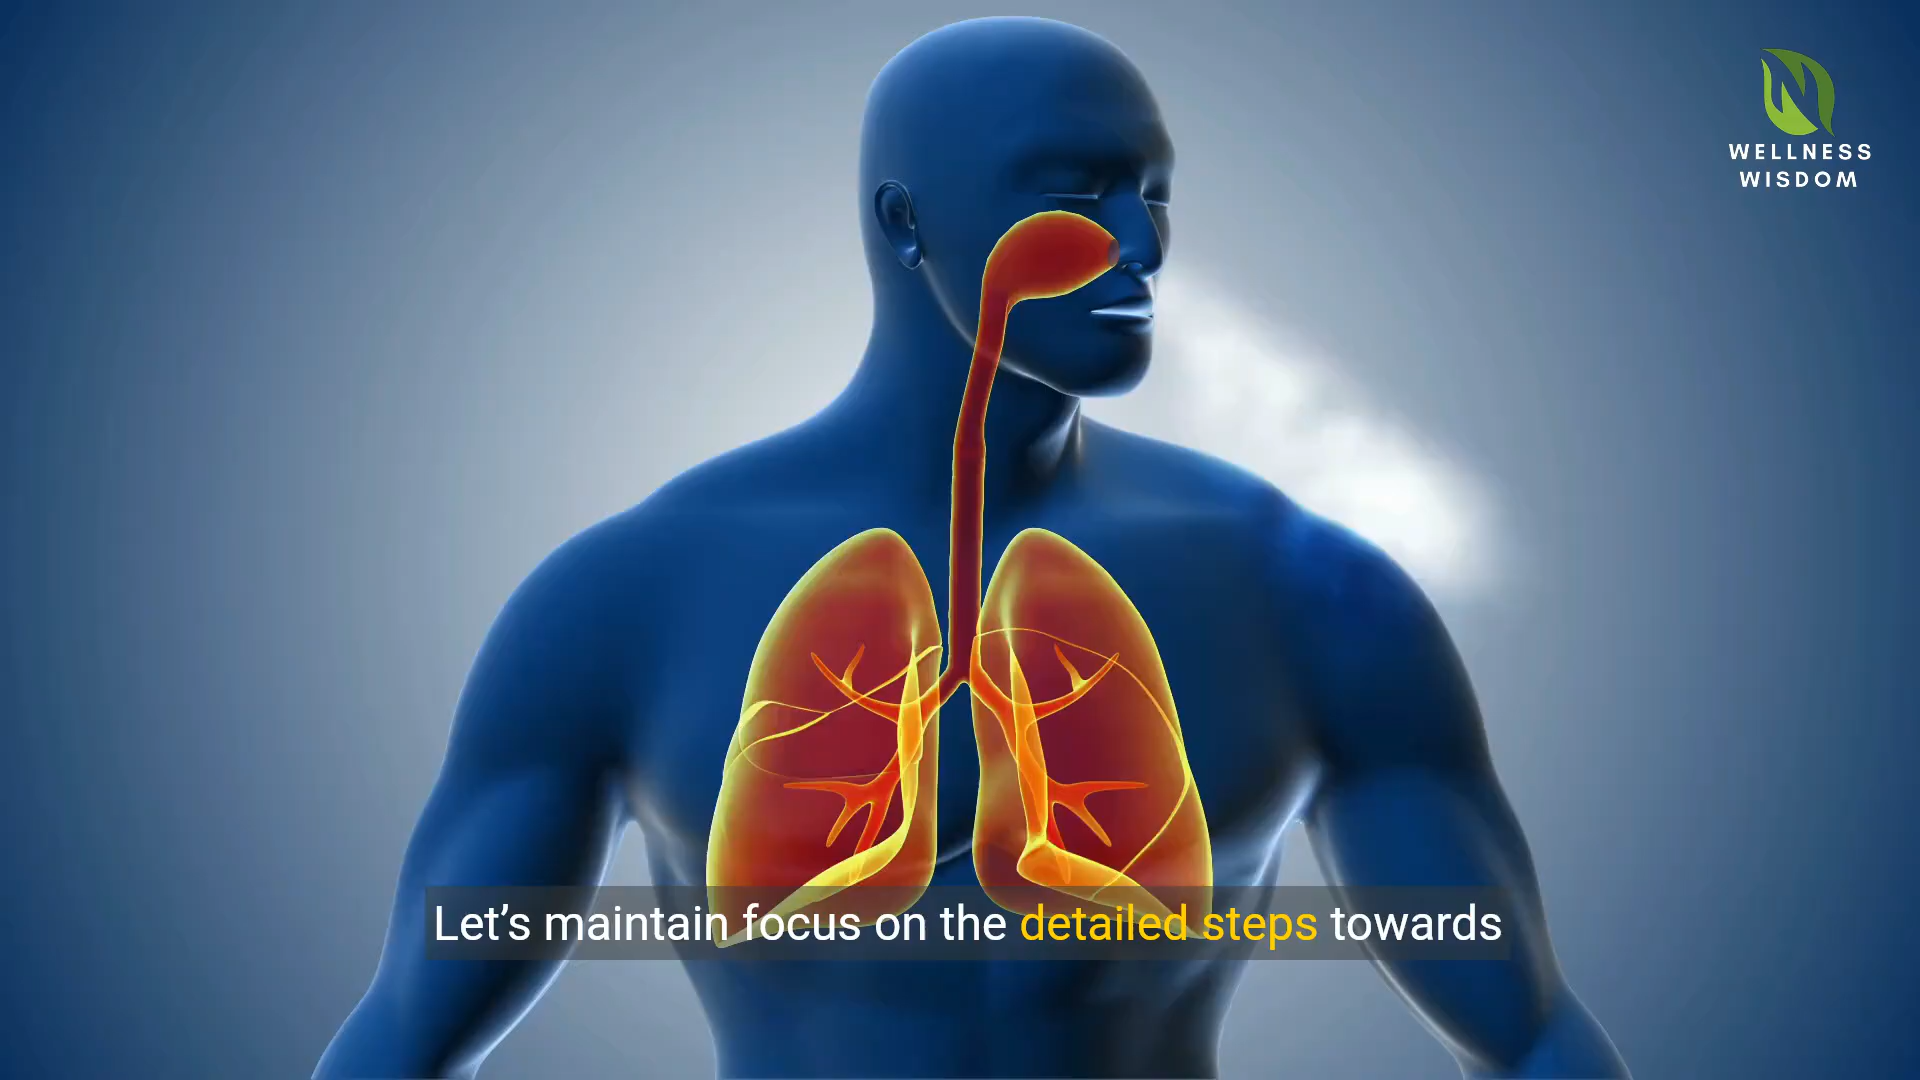 WELLNESS
WISDOM
Let’s maintain focus on the detailed steps towards